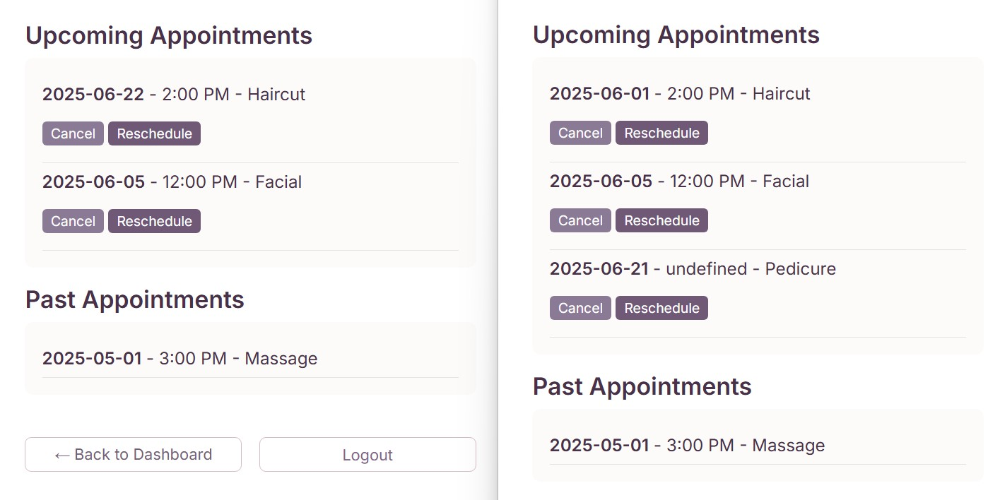 Upcoming Appointments
2025-06-22 - 2:00 PM - Haircut
Cancel Reschedule
2025-06-05 - 12:00 PM - Facial
Cancel Reschedule
Past Appointments
2025-05-01 - 3:00 PM - Massage
← Back to Dashboard Logout
Upcoming Appointments
2025-06-01 - 2:00 PM - Haircut
Cancel Reschedule
2025-06-05 - 12:00 PM - Facial
Cancel Reschedule
2025-06-21 - undefined - Pedicure
Cancel Reschedule
Past Appointments
2025-05-01 - 3:00 PM - Massage